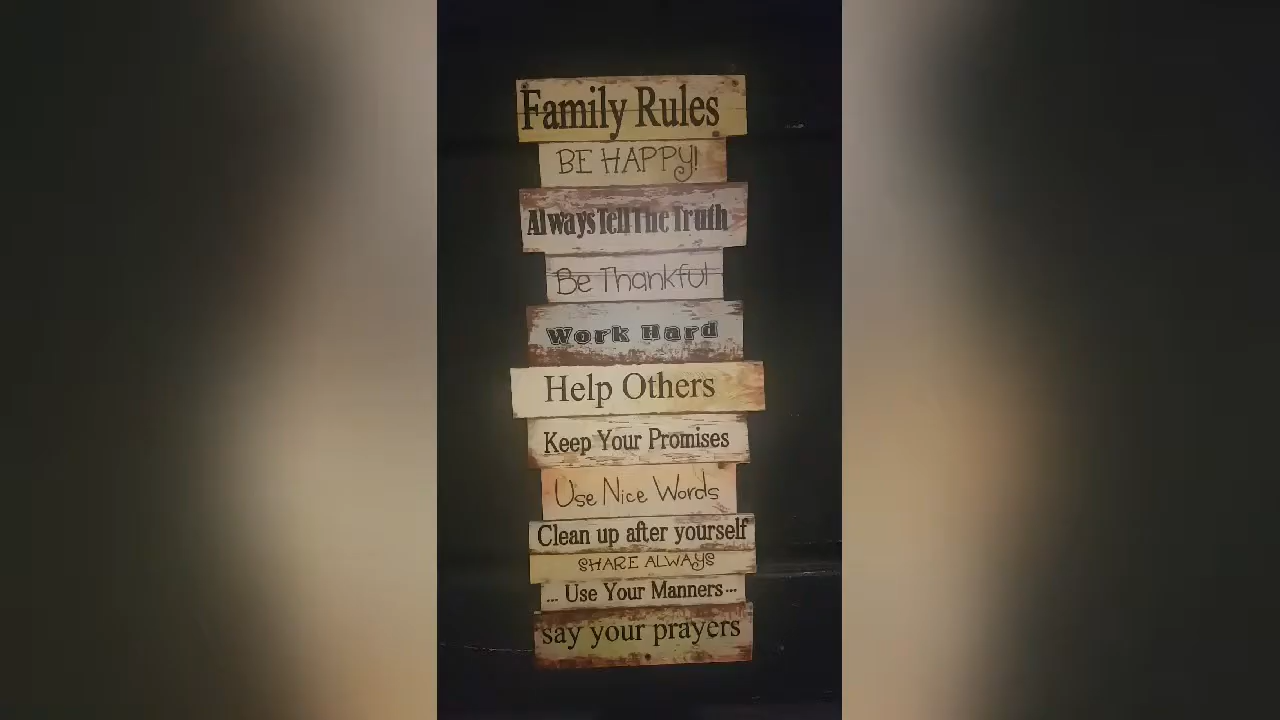 Family Rules
BE HAPPY!
Always Tell The Truth
Be Thankful
Work Hard
Help Others
Keep Your Promises
Use Nice Words
Clean up after yourself
SHARE ALWAYS
... Use Your Manners...
say your prayers